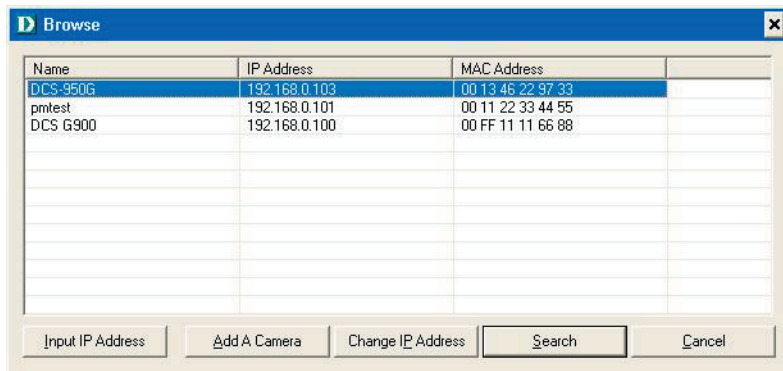 D Browse
Name IP Address MAC Address
DCS-950G 192.168.0.103 00 13 46 22 97 33
pmtest 192.168.0.101 00 11 22 33 44 55
DCS G900 192.168.0.100 00 FF 11 11 66 88
Input IP Address Add A Camera Change IP Address Search Cancel